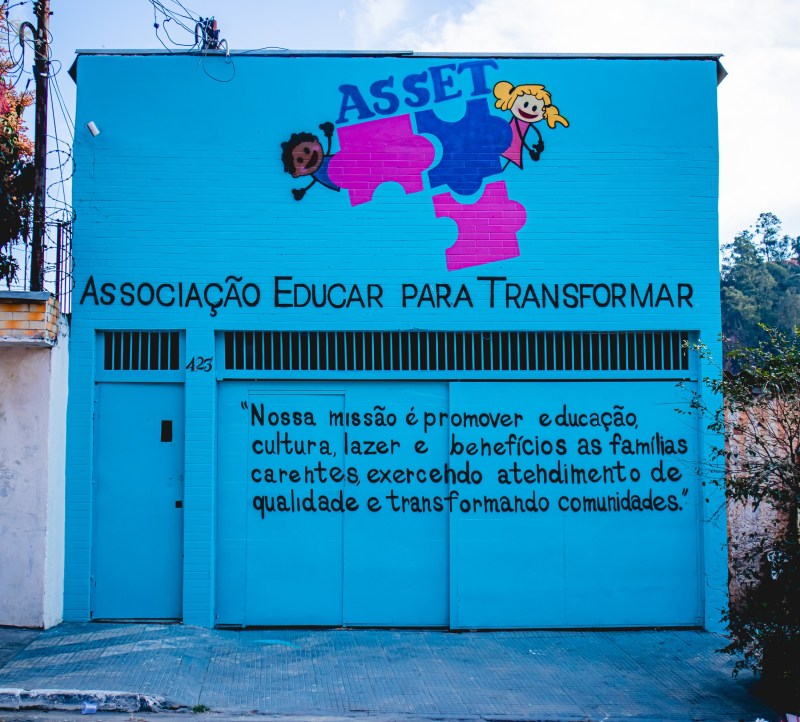 ASSET
ASSOCIAÇÃO EDUCAR PARA TRANSFORMAR
423
"Nossa missão é promover educação,
cultura, lazer e benefícios as famílias
carentes, exercendo atendimento de
qualidade e transformando comunidades."